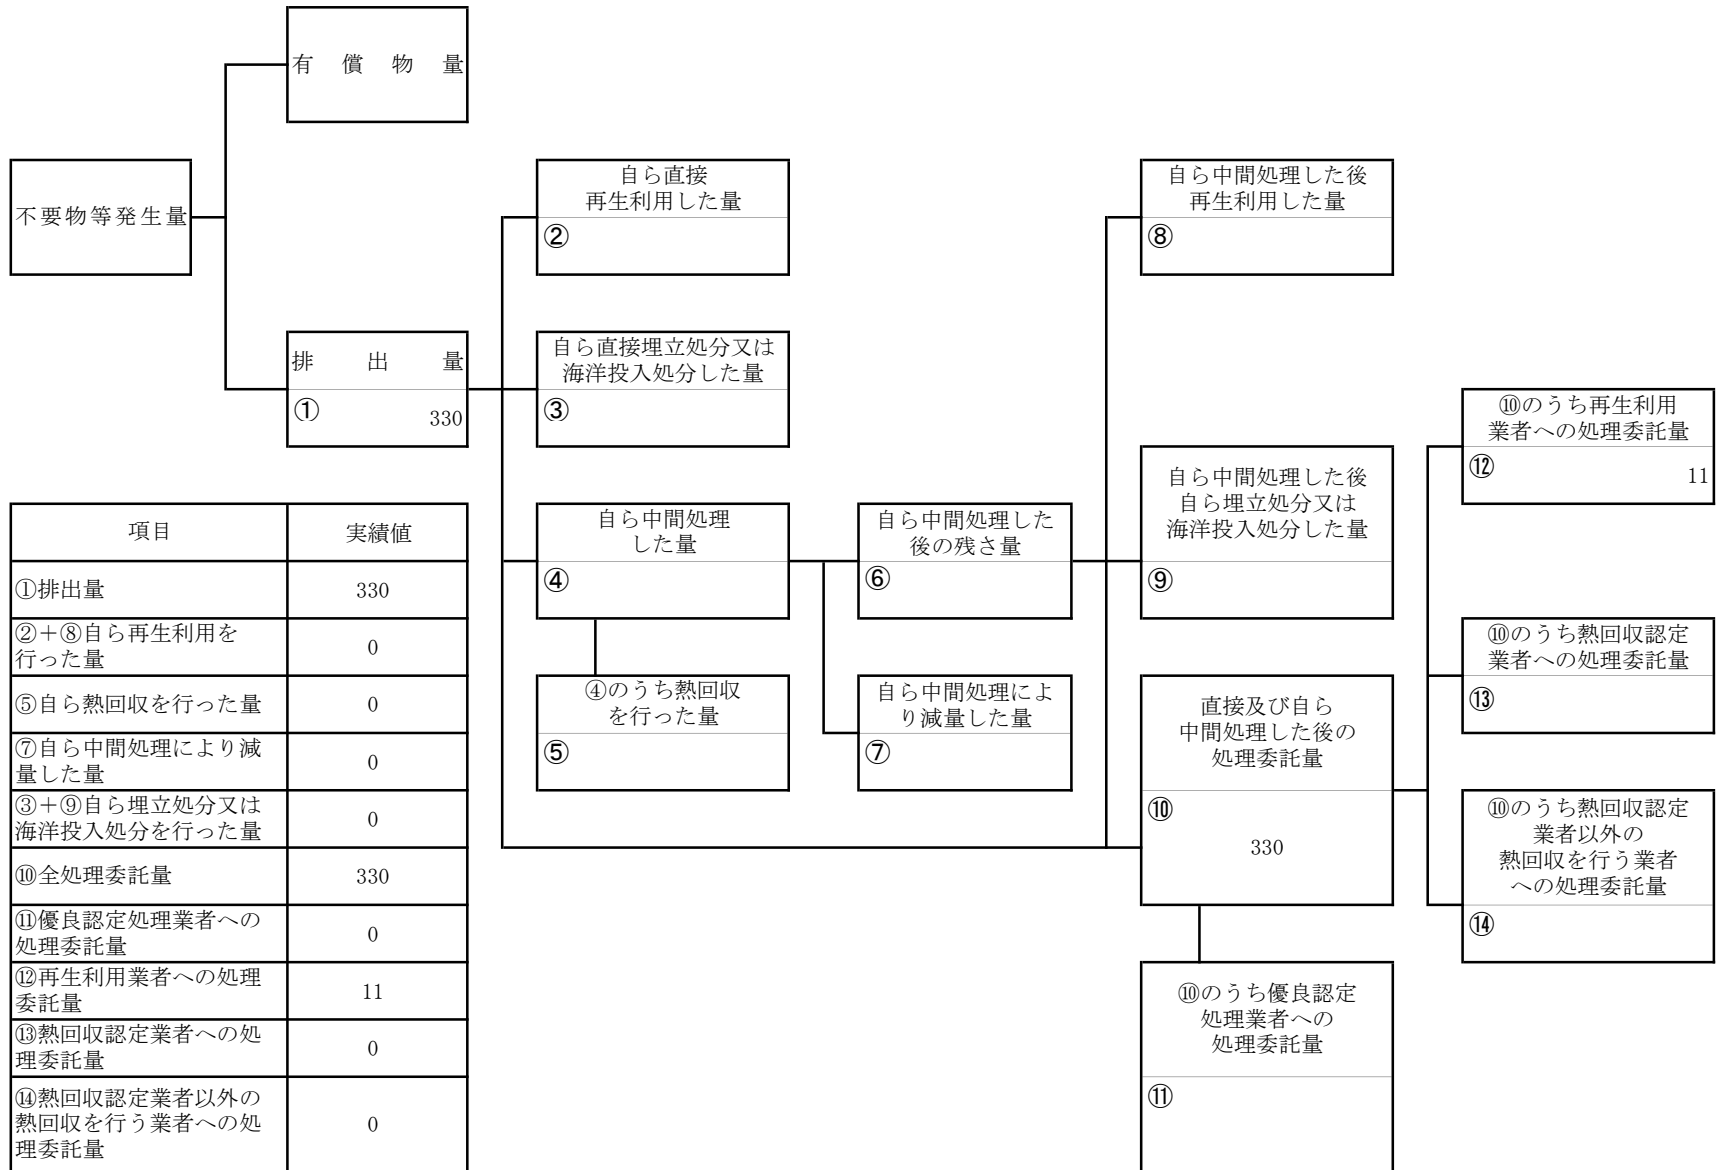 有償物量
不要物等発生量
排出量
①
330
自ら直接
再生利用した量
②
自ら直接埋立処分又は
海洋投入処分した量
③
自ら中間処理
した量
④
④のうち熱回収
を行った量
⑤
自ら中間処理した
後の残さ量
⑥
自ら中間処理によ
り減量した量
⑦
自ら中間処理した後
再生利用した量
⑧
自ら中間処理した後
自ら埋立処分又は
海洋投入処分した量
⑨
直接及び自ら
中間処理した後の
処理委託量
⑩
330
⑩のうち優良認定
処理業者への
処理委託量
⑪
⑩のうち再生利用
業者への処理委託量
⑫
11
⑩のうち熱回収認定
業者への処理委託量
⑬
⑩のうち熱回収認定
業者以外の
熱回収を行う業者
への処理委託量
⑭
項目 実績値
①排出量 330
②＋⑧自ら再生利用を
行った量 0
⑤自ら熱回収を行った量 0
⑦自ら中間処理により減
量した量 0
③＋⑨自ら埋立処分又は
海洋投入処分を行った量 0
⑩全処理委託量 330
⑪優良認定処理業者への
処理委託量 0
⑫再生利用業者への処理
委託量 11
⑬熱回収認定業者への処
理委託量 0
⑭熱回収認定業者以外の
熱回収を行う業者への処
理委託量 0